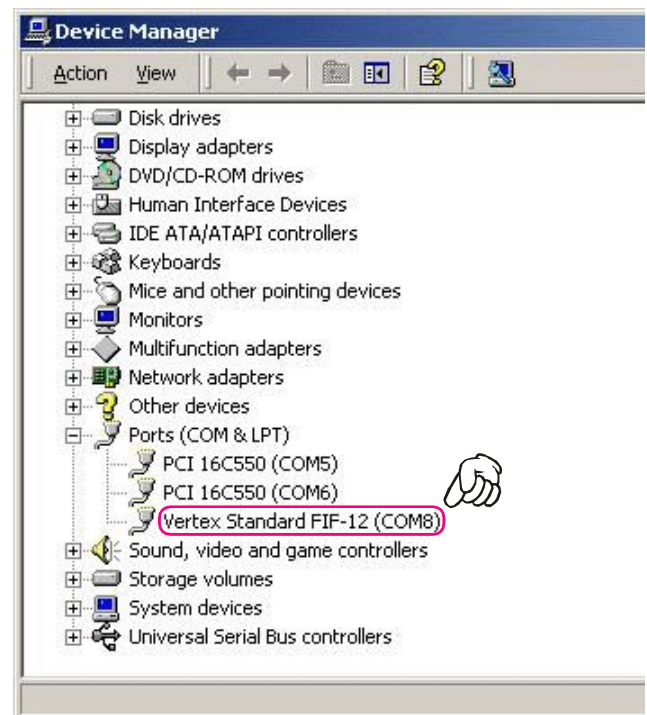 Device Manager
Action View
Disk drives
Display adapters
DVD/CD-ROM drives
Human Interface Devices
IDE ATA/ATAPI controllers
Keyboards
Mice and other pointing devices
Monitors
Multifunction adapters
Network adapters
Other devices
Ports (COM & LPT)
PCI 16C550 (COM5)
PCI 16C550 (COM6)
Vertex Standard FIF-12 (COM8)
Sound, video and game controllers
Storage volumes
System devices
Universal Serial Bus controllers